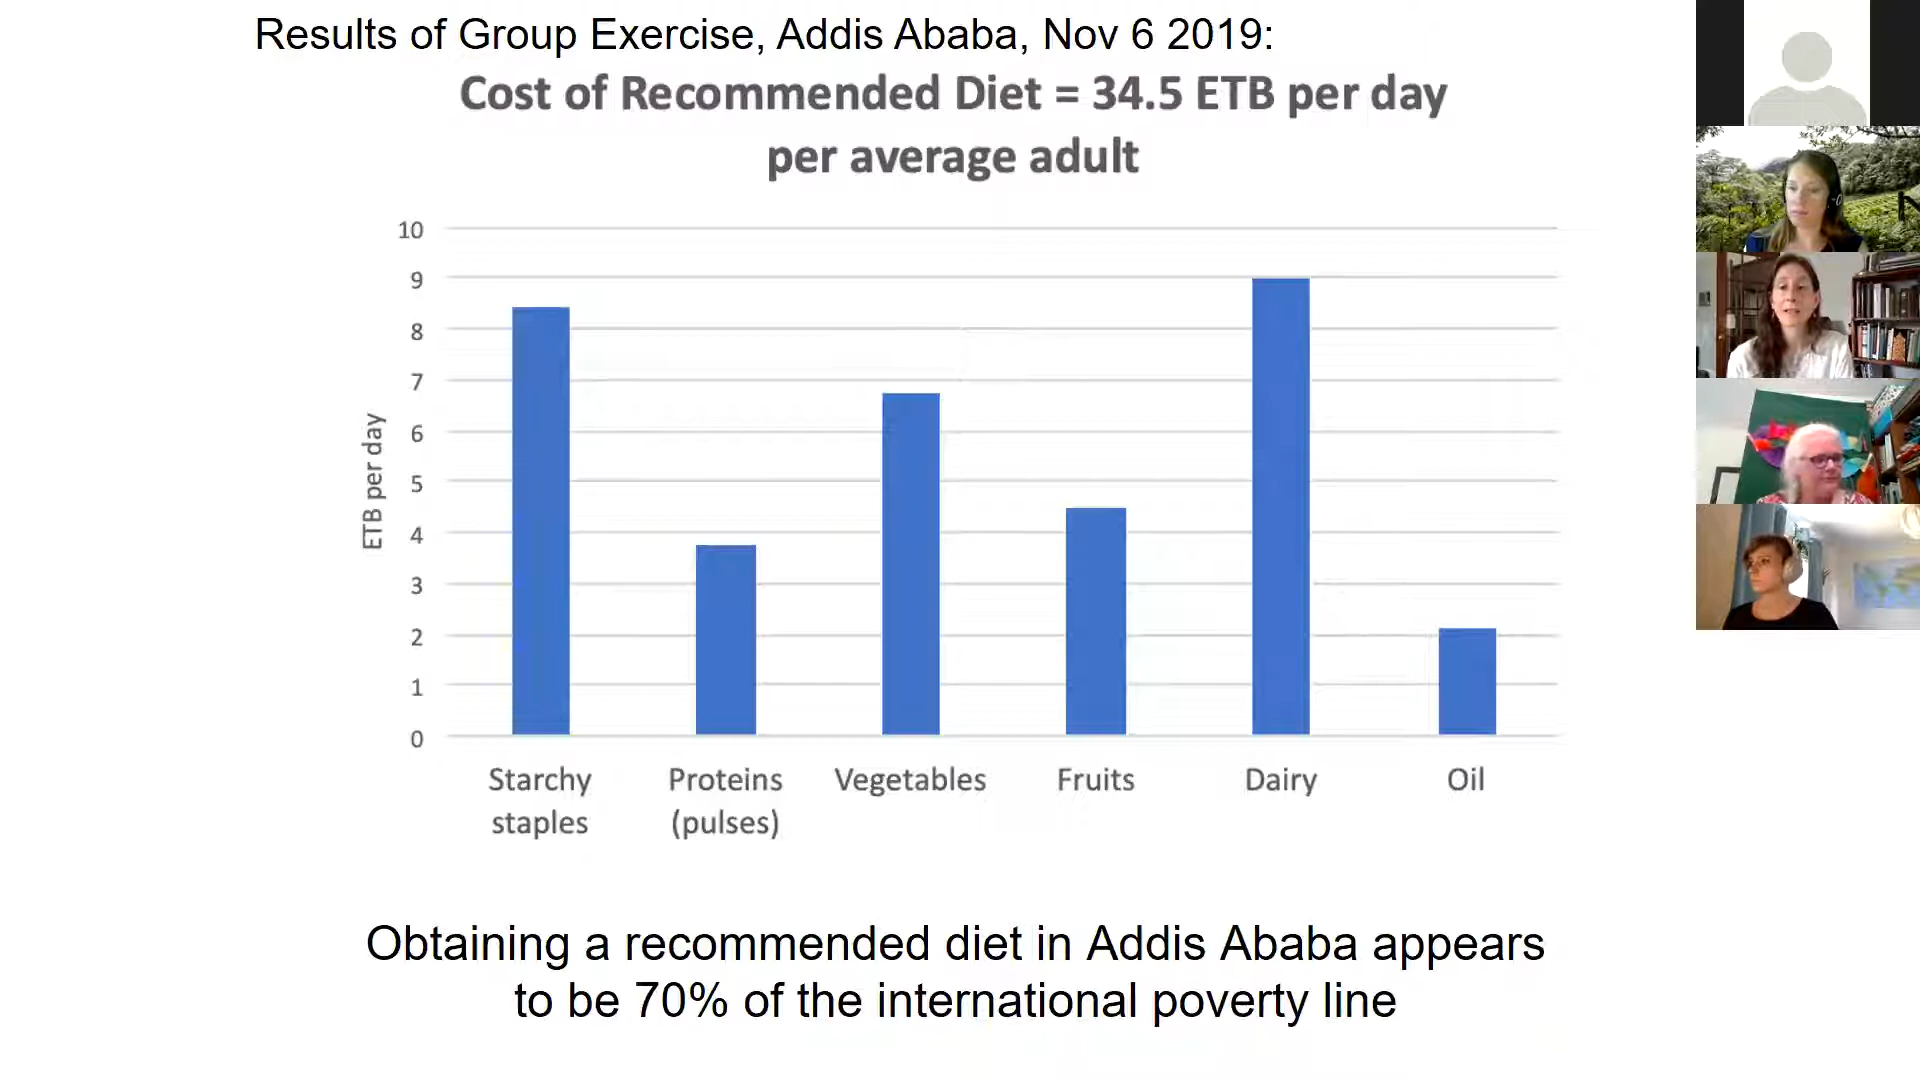 Results of Group Exercise, Addis Ababa, Nov 6 2019:
Cost of Recommended Diet = 34.5 ETB per day
per average adult
10
9
8
7
6
5
4
3
2
1
0
ETB per day
Starchy
staples
Proteins
(pulses)
Vegetables
Fruits
Dairy
Oil
Obtaining a recommended diet in Addis Ababa appears
to be 70% of the international poverty line